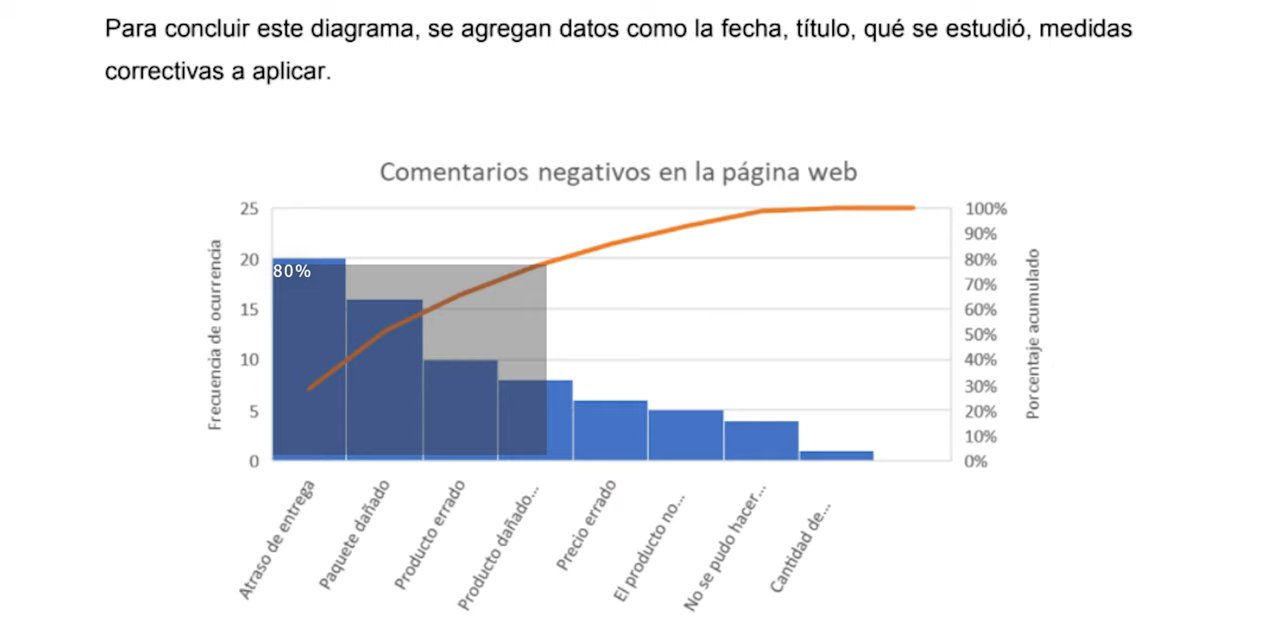 Para concluir este diagrama, se agregan datos como la fecha, título, qué se estudió, medidas
correctivas a aplicar.
Comentarios negativos en la página web
25
20
15
10
5
0
Frecuencia de ocurrencia
80%
100%
90%
80%
70%
60%
50%
40%
30%
20%
10%
0%
Porcentaje acumulado
Atraso de entrega
Paquete dañado
Producto errado
Producto dañado...
Precio errado
El producto no...
No se pudo hacer...
Cantidad de...